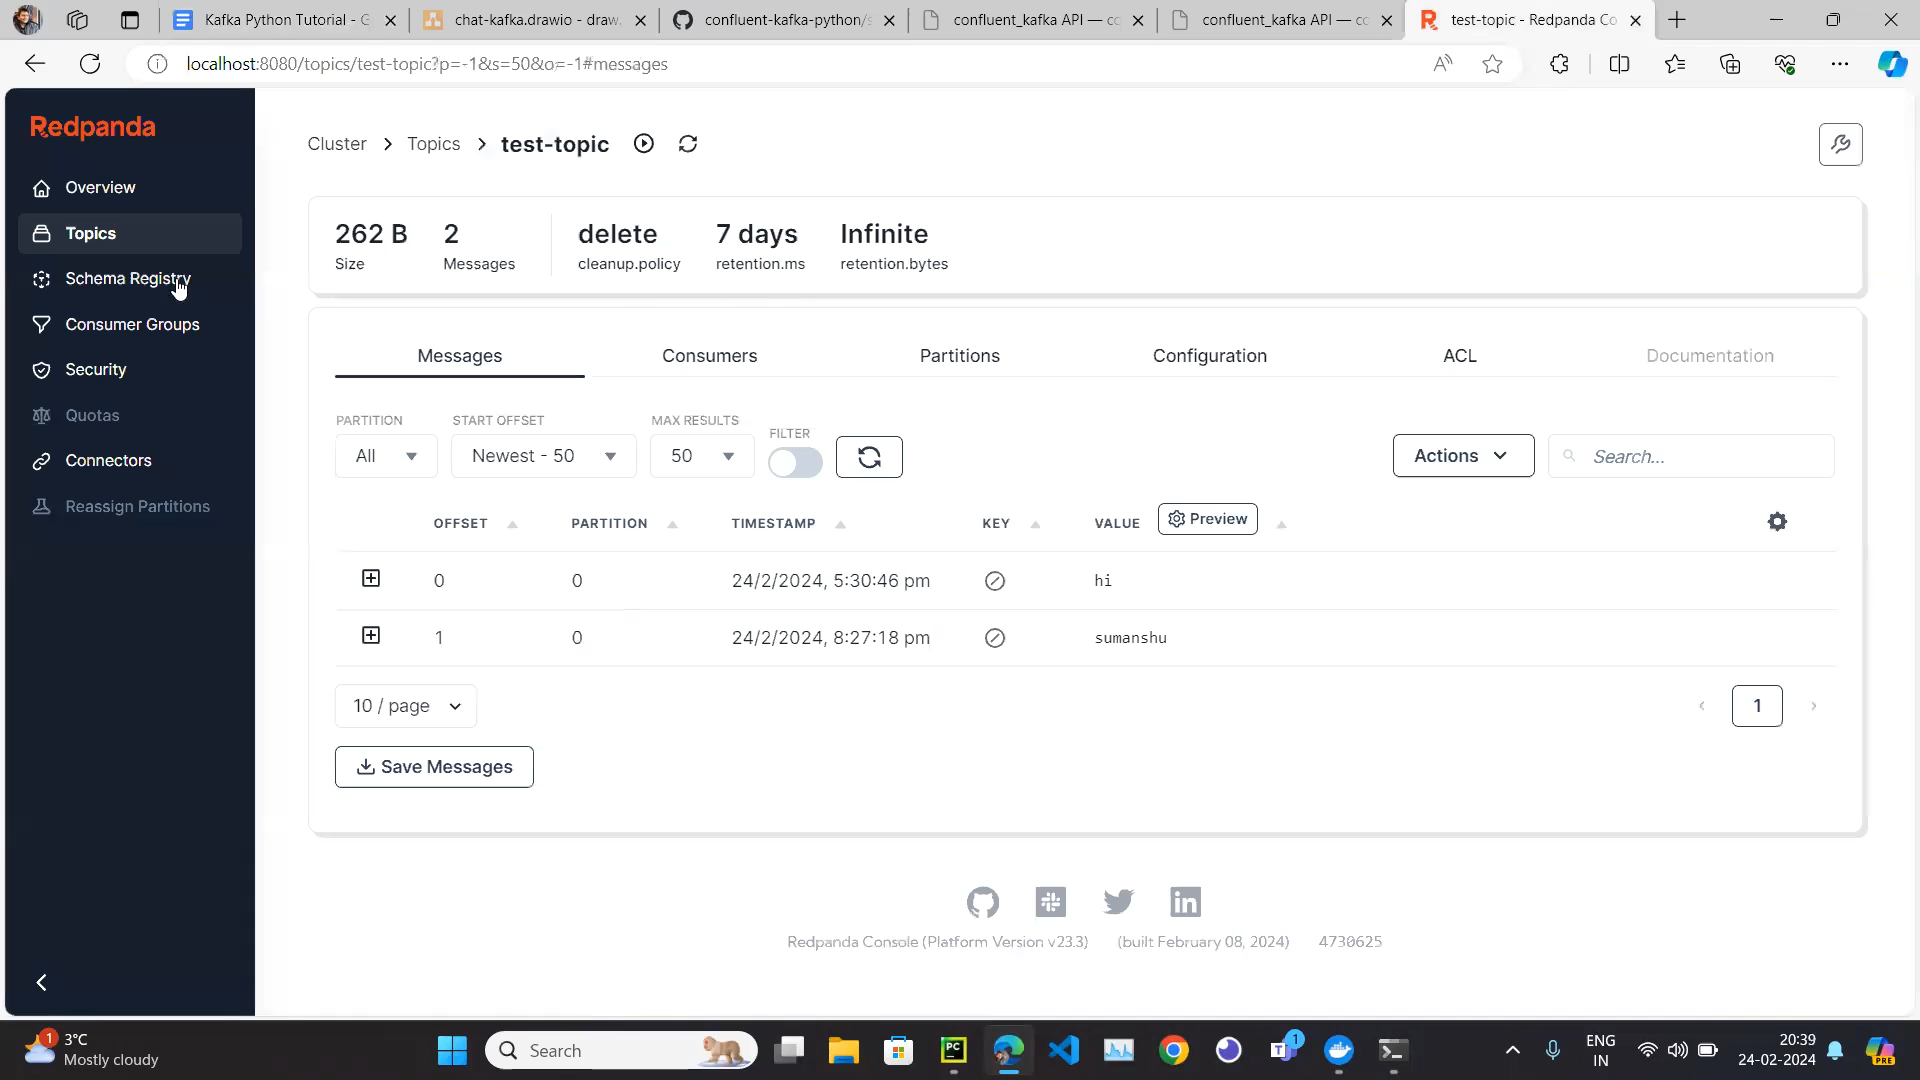 Kafka Python Tutorial - G
chat-kafka.drawio - draw.
confluent-kafka-python/s
confluent_kafka API — co
confluent_kafka API — co
test-topic - Redpanda Co
localhost:8080/topics/test-topic?p=-1&s=50&o=-1#messages
Redpanda
Overview
Topics
Schema Registry
Consumer Groups
Security
Quotas
Connectors
Reassign Partitions
Cluster > Topics > test-topic
262 B 2 delete 7 days Infinite
Size Messages cleanup.policy retention.ms retention.bytes
Messages Consumers Partitions Configuration ACL Documentation
PARTITION START OFFSET MAX RESULTS FILTER
All Newest - 50 50 Actions Search...
OFFSET PARTITION TIMESTAMP KEY VALUE Preview
0 0 24/2/2024, 5:30:46 pm hi
1 0 24/2/2024, 8:27:18 pm sumanshu
10 / page 1
Save Messages
Redpanda Console (Platform Version v23.3) (built February 08, 2024) 4730625
1
3°C
Mostly cloudy
Search
PC
1
ENG
IN
20:39
24-02-2024
PRE